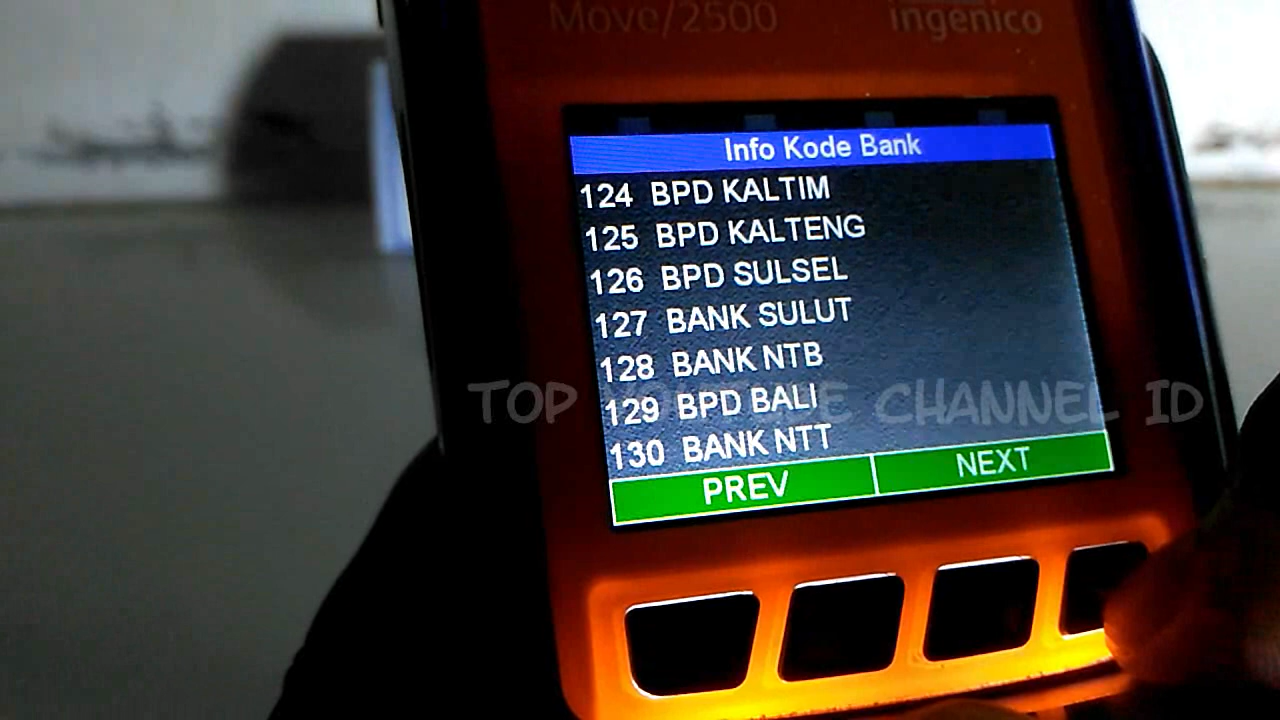 Move/2500 ingenico
Info Kode Bank
124 BPD KALTIM
125 BPD KALTENG
126 BPD SULSEL
127 BANK SULUT
128 BANK NTB
129 BPD BALI
130 BANK NTT
PREV NEXT
TOP YOUTUBE CHANNEL ID